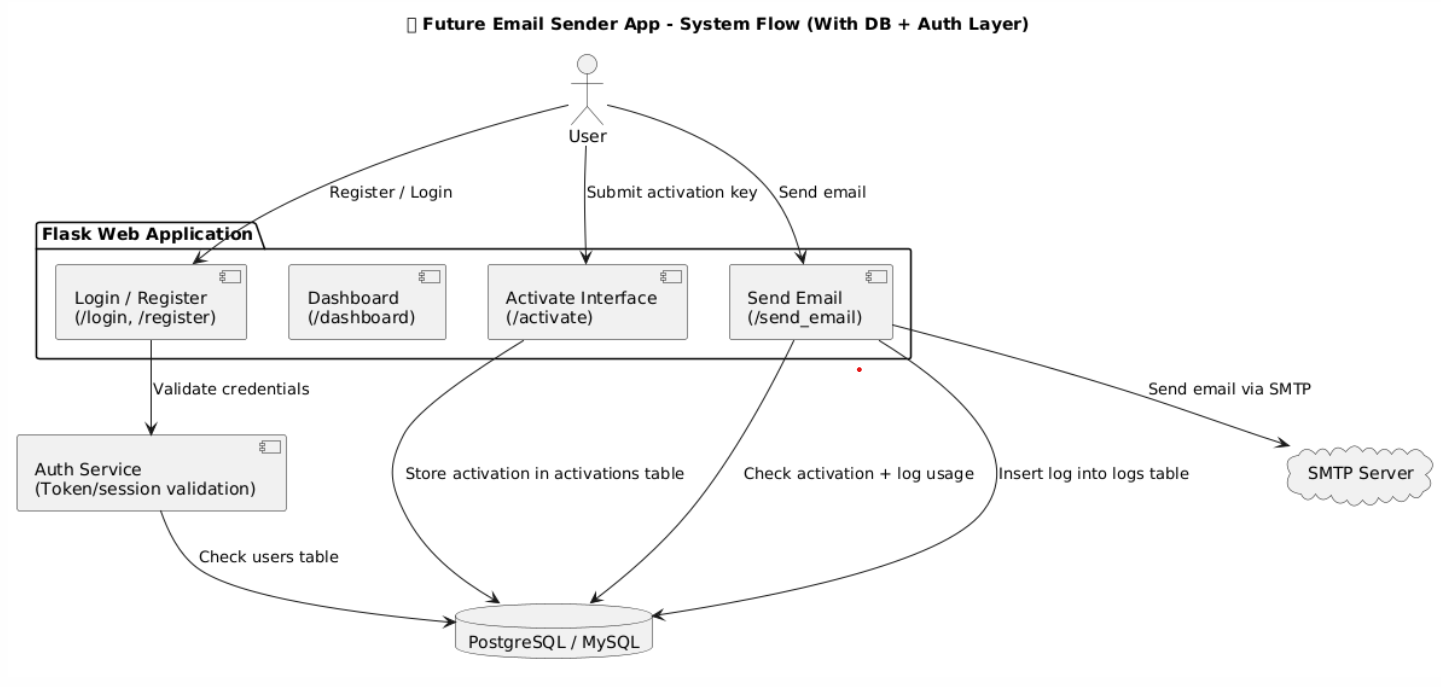 Future Email Sender App - System Flow (With DB + Auth Layer)
User
Register / Login
Submit activation key
Send email
Flask Web Application
Login / Register
(/login, /register)
Dashboard
(/dashboard)
Activate Interface
(/activate)
Send Email
(/send_email)
Validate credentials
Send email via SMTP
Auth Service
(Token/session validation)
Store activation in activations table
Check activation + log usage
Insert log into logs table
SMTP Server
Check users table
PostgreSQL / MySQL